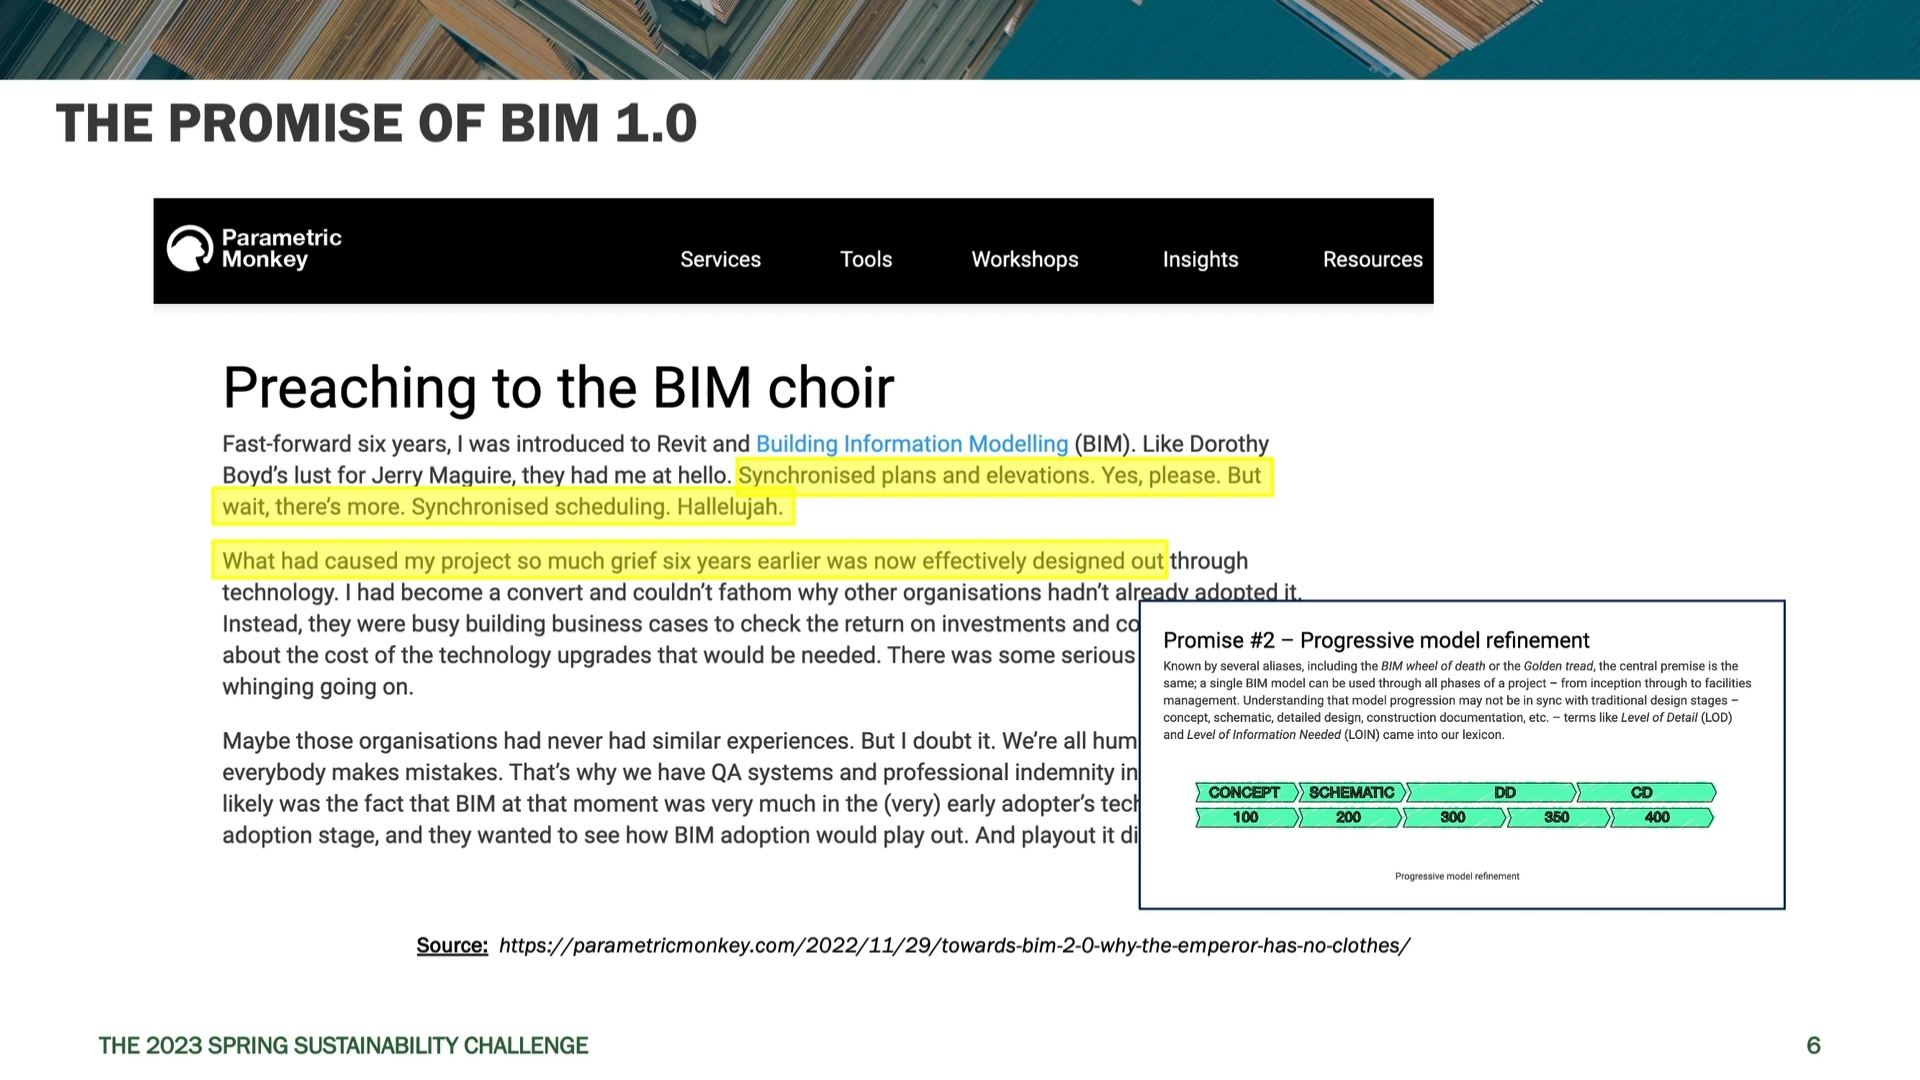 THE PROMISE OF BIM 1.0
Parametric
Monkey
Services
Tools
Workshops
Insights
Resources
Preaching to the BIM choir
Fast-forward six years, I was introduced to Revit and Building Information Modelling (BIM). Like Dorothy
Boyd's lust for Jerry Maguire, they had me at hello. Synchronised plans and elevations. Yes, please. But
wait, there's more. Synchronised scheduling. Hallelujah.
What had caused my project so much grief six years earlier was now effectively designed out through
technology. I had become a convert and couldn't fathom why other organisations hadn't already adopted it.
Instead, they were busy building business cases to check the return on investments and co
about the cost of the technology upgrades that would be needed. There was some serious
whinging going on.
Maybe those organisations had never had similar experiences. But I doubt it. We're all hum
everybody makes mistakes. That's why we have QA systems and professional indemnity in
likely was the fact that BIM at that moment was very much in the (very) early adopter's tech
adoption stage, and they wanted to see how BIM adoption would play out. And playout it di
Promise #2 – Progressive model refinement
Known by several aliases, including the BIM wheel of death or the Golden tread, the central premise is the
same; a single BIM model can be used through all phases of a project – from inception through to facilities
management. Understanding that model progression may not be in sync with traditional design stages –
concept, schematic, detailed design, construction documentation, etc. – terms like Level of Detail (LOD)
and Level of Information Needed (LOIN) came into our lexicon.
CONCEPT SCHEMATIC DD CD
100 200 300 350 400
Progressive model refinement
Source: https://parametricmonkey.com/2022/11/29/towards-bim-2-0-why-the-emperor-has-no-clothes/
THE 2023 SPRING SUSTAINABILITY CHALLENGE
6